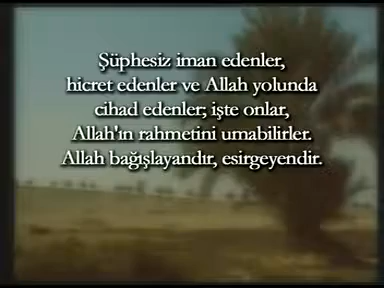 Şüphesiz iman edenler,
hicret edenler ve Allah yolunda
cihad edenler; işte onlar,
Allah'ın rahmetini umabilirler.
Allah bağışlayandır, esirgeyendir.